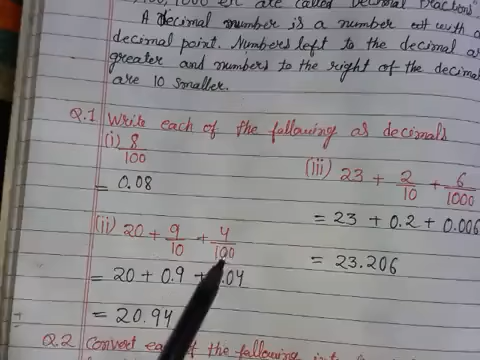 1000 etc are called Decimal Fractions
A decimal number is a number with a
decimal point. Numbers left to the decimal are
greater and numbers to the right of the decimal
are 10 smaller.
Q.1 Write each of the following as decimals
(i) 8/100
= 0.08
(ii) 20 + 9/10 + 4/100
= 20 + 0.9 + 0.04
= 20.94
(iii) 23 + 2/10 + 6/1000
= 23 + 0.2 + 0.006
= 23.206
Q.2 Convert each of the following